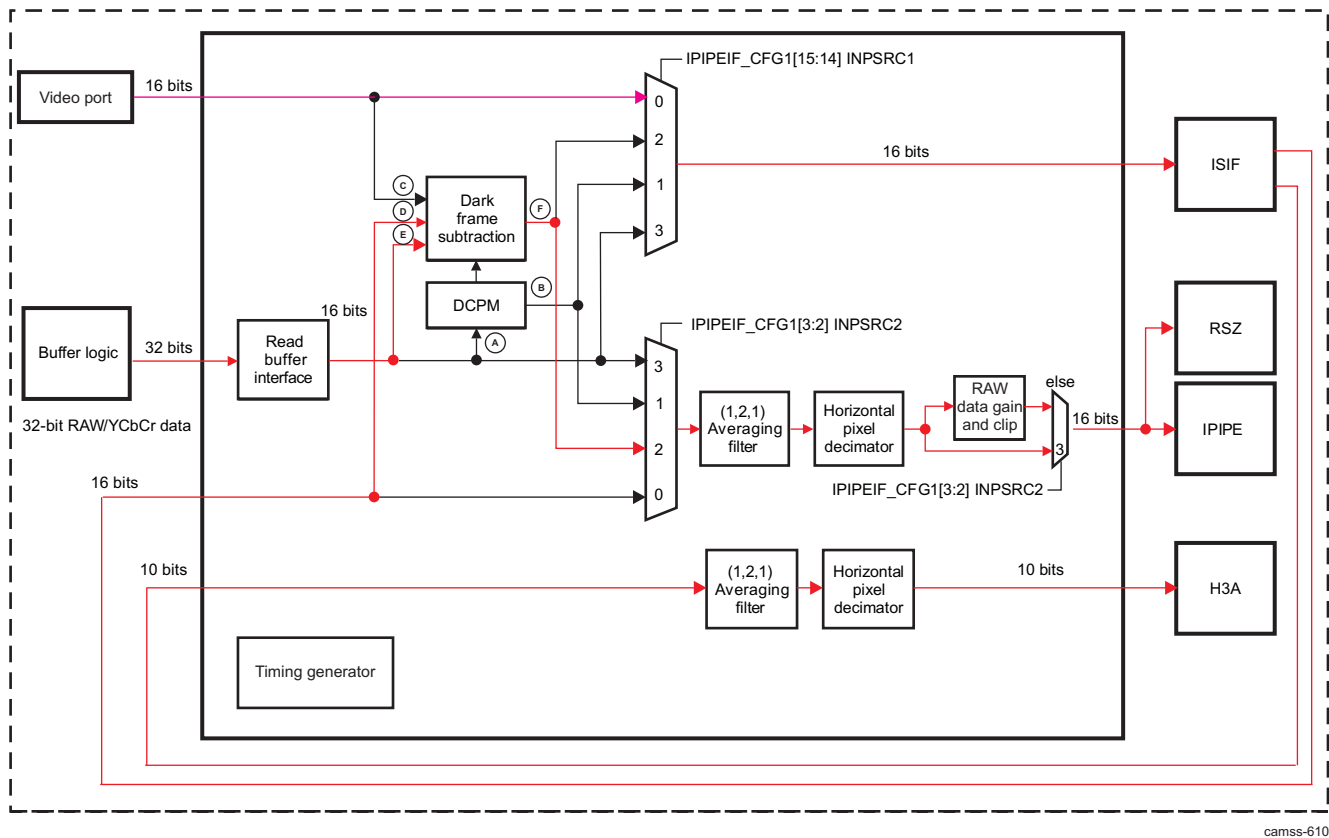 IPIPEIF_CFG1[15:14] INPSRC1
Video port
16 bits
0
2
1
3
16 bits
ISIF
C
D
E
Dark
frame
subtraction
F
DCPM
B
A
Buffer logic
32 bits
32-bit RAW/YCbCr data
Read
buffer
interface
16 bits
IPIPEIF_CFG1[3:2] INPSRC2
3
1
2
0
(1,2,1)
Averaging
filter
Horizontal
pixel
decimator
RAW
data gain
and clip
else
3
16 bits
IPIPEIF_CFG1[3:2] INPSRC2
RSZ
IPIPE
16 bits
10 bits
(1,2,1)
Averaging
filter
Horizontal
pixel
decimator
10 bits
H3A
Timing generator
camss-610